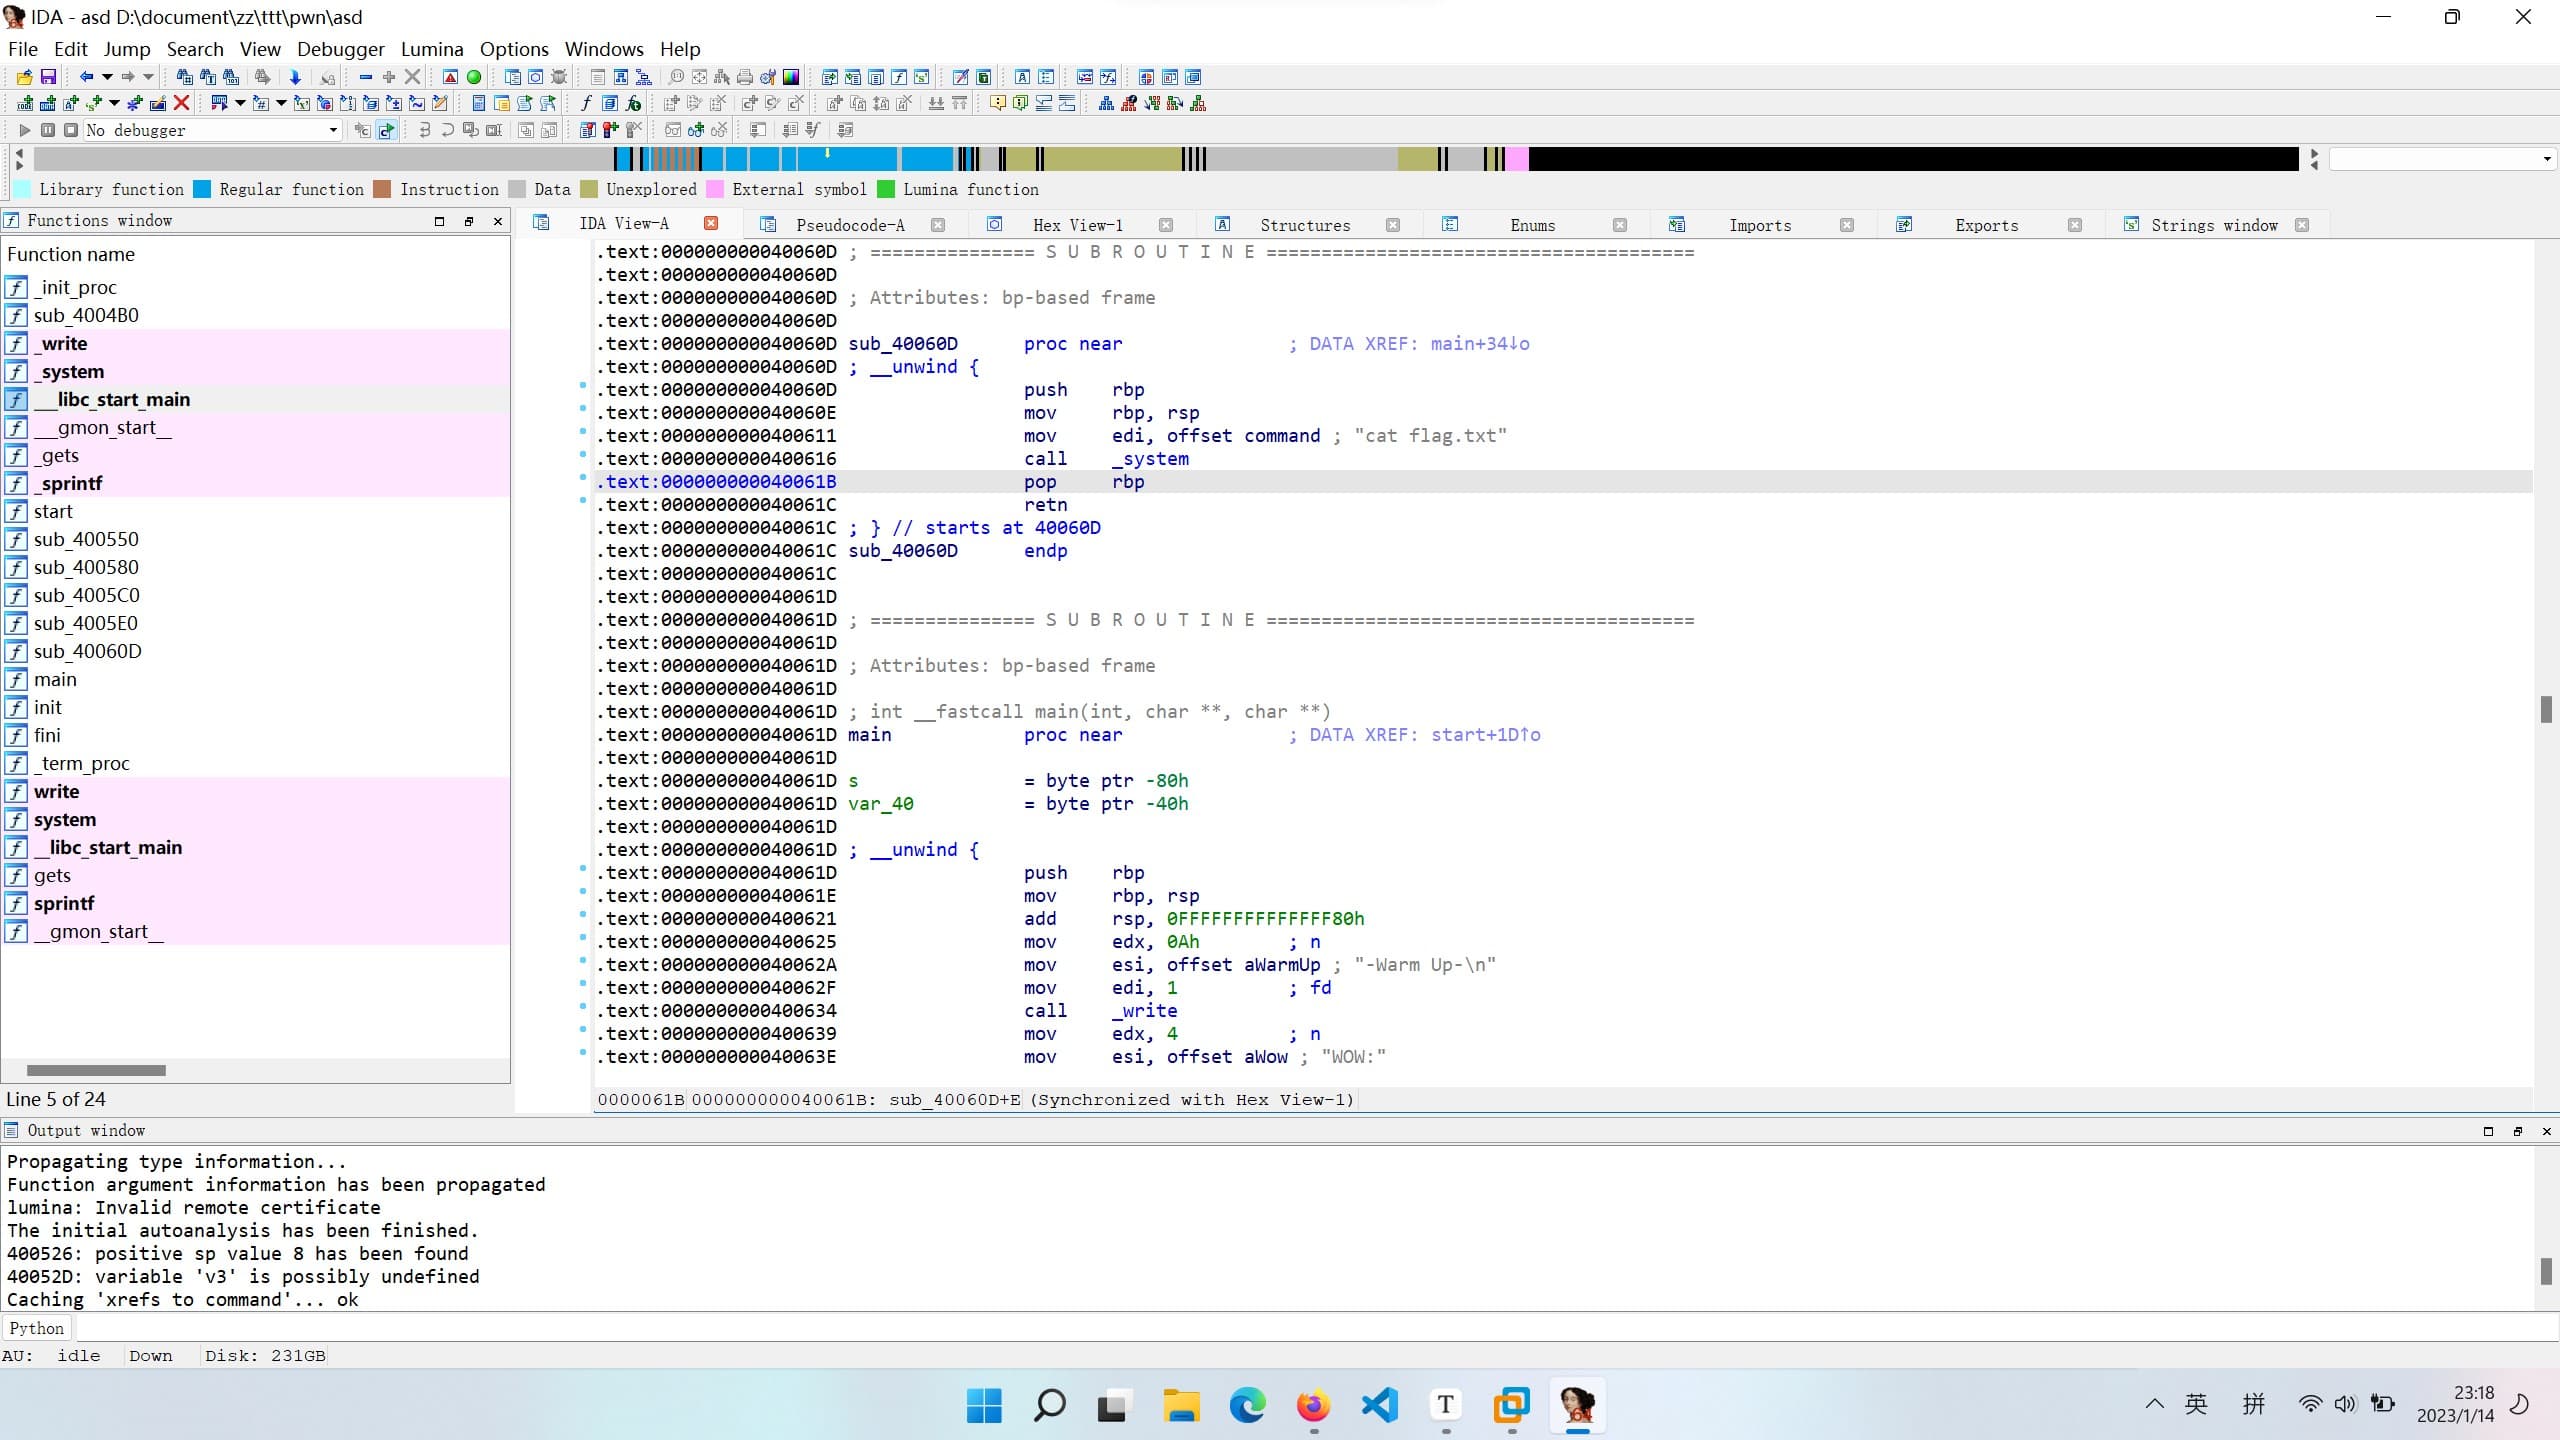 IDA - asd D:\document\zz\ttt\pwn\asd
File Edit Jump Search View Debugger Lumina Options Windows Help
No debugger
Library function Regular function Instruction Data Unexplored External symbol Lumina function
Functions window
Function name
_init_proc
sub_4004B0
_write
_system
___libc_start_main
___gmon_start__
_gets
_sprintf
start
sub_400550
sub_400580
sub_4005C0
sub_4005E0
sub_40060D
main
init
fini
_term_proc
write
system
__libc_start_main
gets
sprintf
__gmon_start__
Line 5 of 24
IDA View-A Pseudocode-A Hex View-1 Structures Enums Imports Exports Strings window
.text:000000000040060D ; =============== S U B R O U T I N E =======================================
.text:000000000040060D
.text:000000000040060D ; Attributes: bp-based frame
.text:000000000040060D
.text:000000000040060D sub_40060D proc near ; DATA XREF: main+34↓o
.text:000000000040060D ; __unwind {
.text:000000000040060D push rbp
.text:000000000040060E mov rbp, rsp
.text:0000000000400611 mov edi, offset command ; "cat flag.txt"
.text:0000000000400616 call _system
.text:000000000040061B pop rbp
.text:000000000040061C retn
.text:000000000040061C ; } // starts at 40060D
.text:000000000040061C sub_40060D endp
.text:000000000040061C
.text:000000000040061D
.text:000000000040061D ; =============== S U B R O U T I N E =======================================
.text:000000000040061D
.text:000000000040061D ; Attributes: bp-based frame
.text:000000000040061D
.text:000000000040061D ; int __fastcall main(int, char **, char **)
.text:000000000040061D main proc near ; DATA XREF: start+1D↑o
.text:000000000040061D
.text:000000000040061D s = byte ptr -80h
.text:000000000040061D var_40 = byte ptr -40h
.text:000000000040061D
.text:000000000040061D ; __unwind {
.text:000000000040061D push rbp
.text:000000000040061E mov rbp, rsp
.text:0000000000400621 add rsp, 0FFFFFFFFFFFFFF80h
.text:0000000000400625 mov edx, 0Ah ; n
.text:000000000040062A mov esi, offset aWarmUp ; "-Warm Up-\n"
.text:000000000040062F mov edi, 1 ; fd
.text:0000000000400634 call _write
.text:0000000000400639 mov edx, 4 ; n
.text:000000000040063E mov esi, offset aWow ; "WOW:"
0000061B 000000000040061B: sub_40060D+E (Synchronized with Hex View-1)
Output window
Propagating type information...
Function argument information has been propagated
lumina: Invalid remote certificate
The initial autoanalysis has been finished.
400526: positive sp value 8 has been found
40052D: variable 'v3' is possibly undefined
Caching 'xrefs to command'... ok
Python
AU: idle Down Disk: 231GB
T
64
英 拼
23:18
2023/1/14